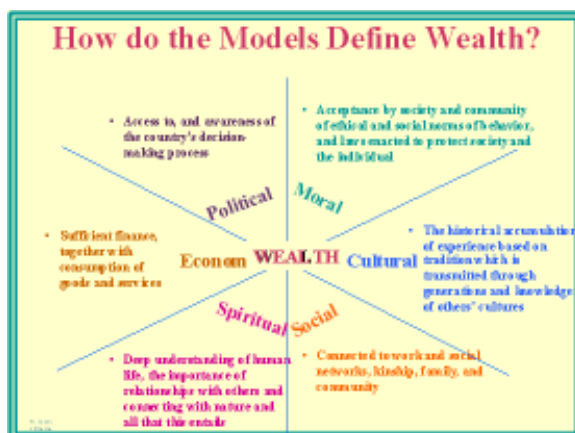 How do the Models Define Wealth?
• Access to, and awareness of
the country's decision-
making process
• Acceptance by society and community
of ethical and social norms of behavior,
and laws enacted to protect society and
the individual
Political
Moral
• Sufficient finance,
together with
consumption of
goods and services
Econom
WEALTH
Cultural
• The historical accumulation
of experience based on
tradition which is
transmitted through
generations and knowledge
of others' cultures
Spiritual
Social
• Deep understanding of human
life, the importance of
relationships with others and
connecting with nature and
all that this entails
• Connected to work and social
networks, kinship, family, and
community